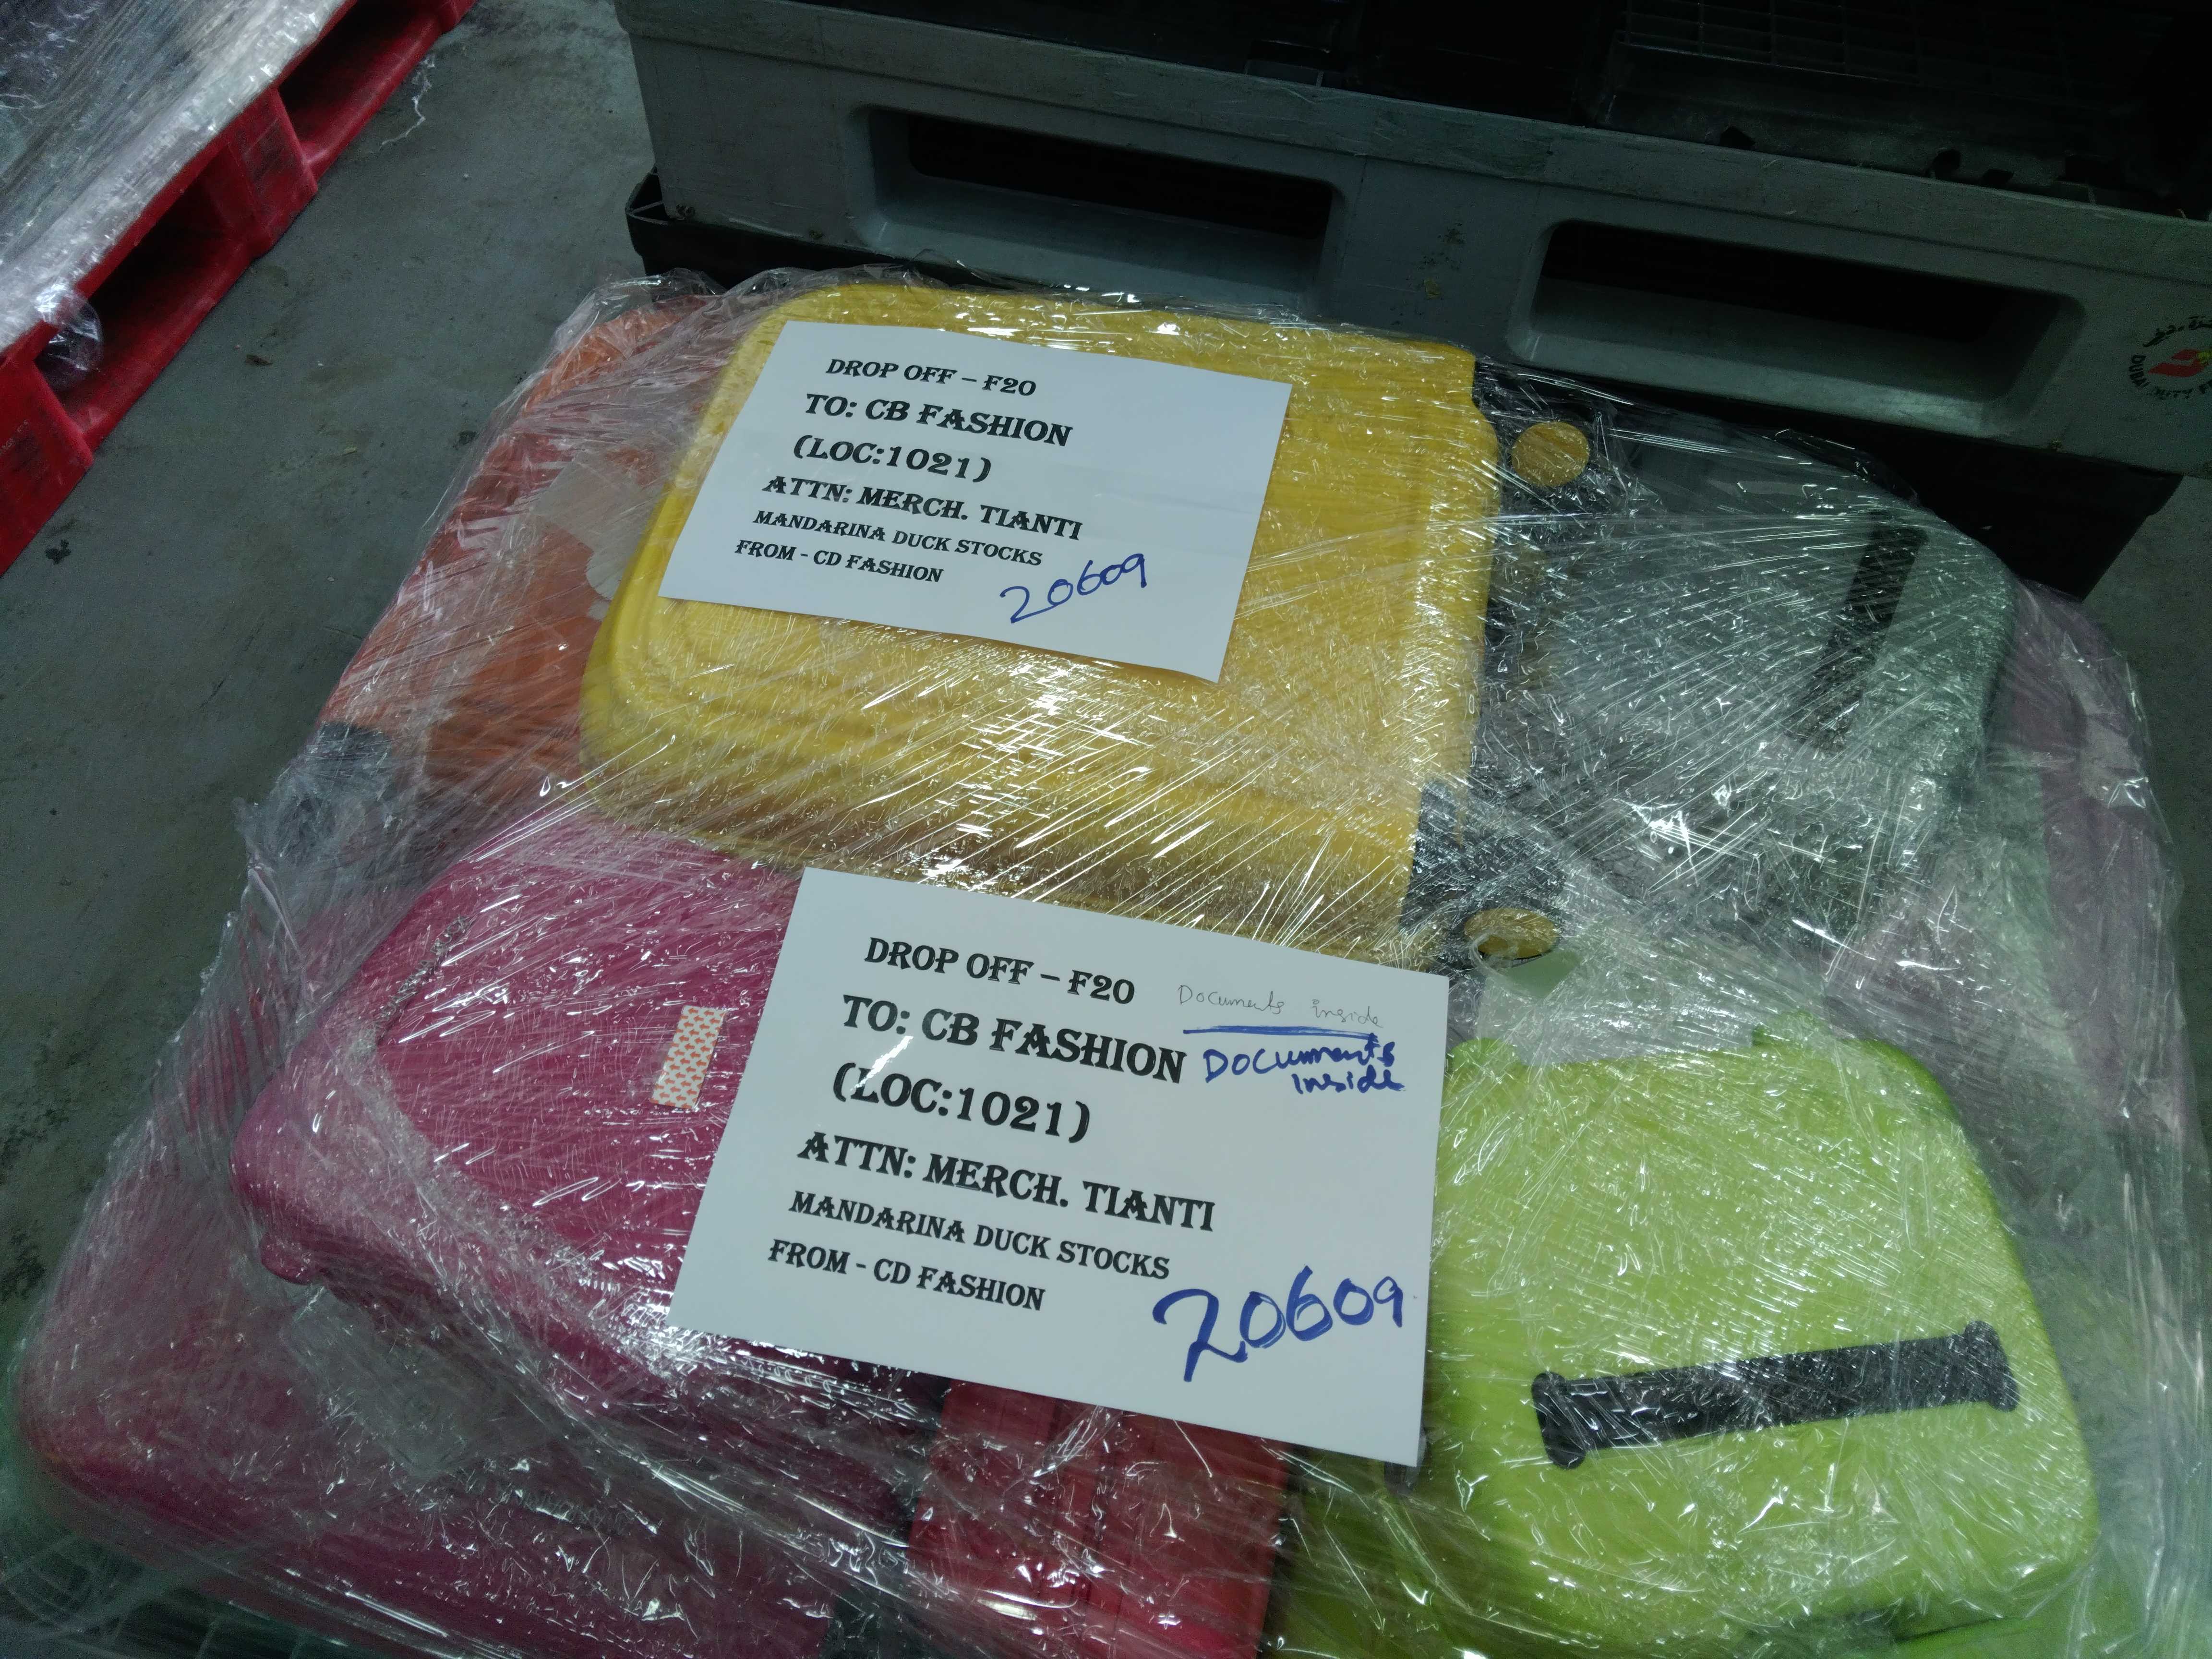 DROP OFF – F20
TO: CB FASHION
(LOC:1021)
ATTN: MERCH. TIANTI
MANDARINA DUCK STOCKS
FROM - CD FASHION
20609
DROP OFF – F20
Documents inside
TO: CB FASHION
Documents
inside
(LOC:1021)
ATTN: MERCH. TIANTI
MANDARINA DUCK STOCKS
FROM - CD FASHION
20609
DUBAI